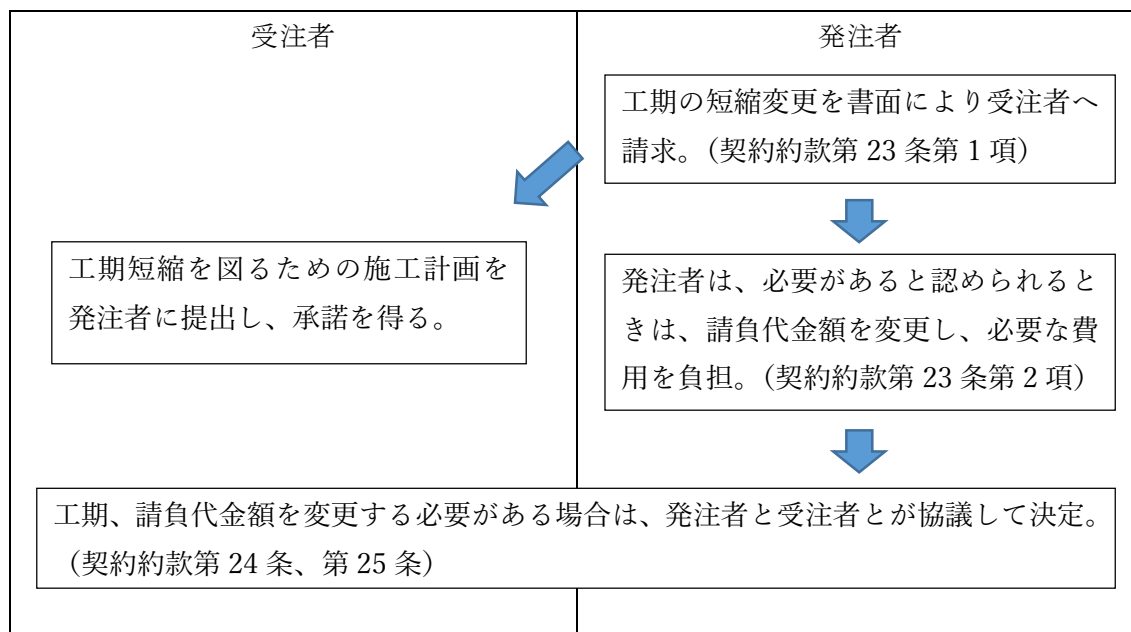 受注者
発注者
工期の短縮変更を書面により受注者へ
請求。（契約約款第 23 条第 1 項）
工期短縮を図るための施工計画を
発注者に提出し、承諾を得る。
発注者は、必要があると認められると
きは、請負代金額を変更し、必要な費
用を負担。（契約約款第 23 条第 2 項）
工期、請負代金額を変更する必要がある場合は、発注者と受注者とが協議して決定。
（契約約款第 24 条、第 25 条）